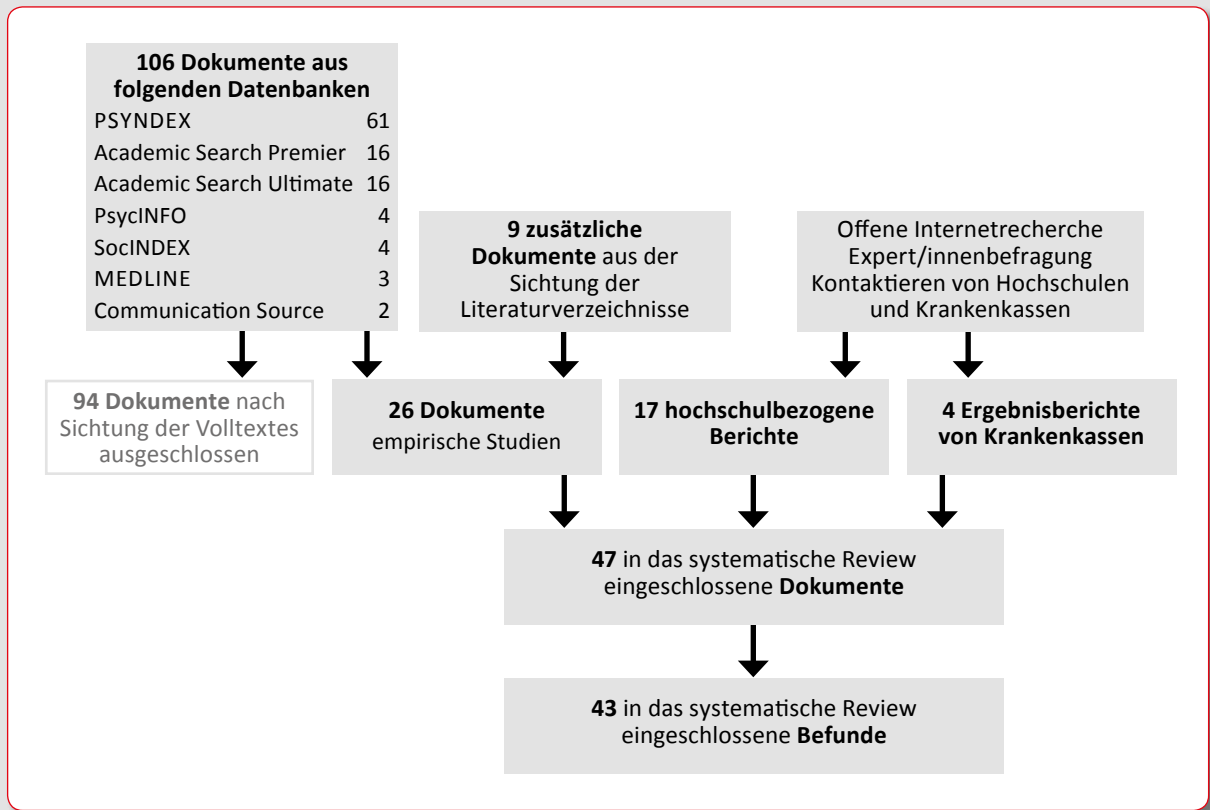 106 Dokumente aus
folgenden Datenbanken
PSYNDEX 61
Academic Search Premier 16
Academic Search Ultimate 16
PsycINFO 4
SocINDEX 4
MEDLINE 3
Communication Source 2
9 zusätzliche
Dokumente aus der
Sichtung der
Literaturverzeichnisse
Offene Internetrecherche
Expert/innenbefragung
Kontaktieren von Hochschulen
und Krankenkassen
94 Dokumente nach
Sichtung der Volltextes
ausgeschlossen
26 Dokumente
empirische Studien
17 hochschulbezogene
Berichte
4 Ergebnisberichte
von Krankenkassen
47 in das systematische Review
eingeschlossene Dokumente
43 in das systematische Review
eingeschlossene Befunde